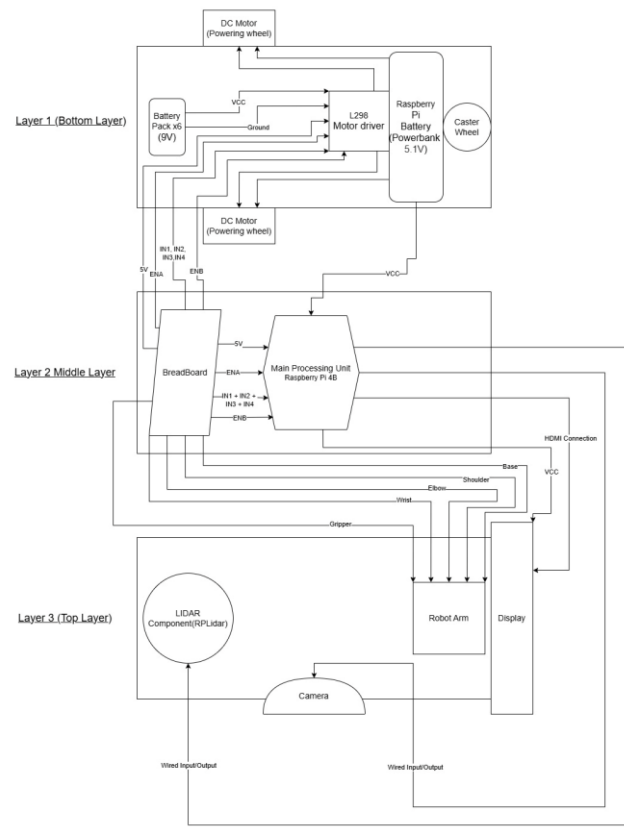 DC Motor
(Powering wheel)
Layer 1 (Bottom Layer)
Battery
Pack x6
(9V)
VCC
Ground
L298
Motor driver
Raspberry
Pi
Battery
(Powerbank
5.1V)
Caster
Wheel
DC Motor
(Powering wheel)
5V
ENA
IN1, IN2,
IN3,IN4
ENB
VCC
Layer 2 Middle Layer
BreadBoard
5V
ENA
IN1 + IN2 +
IN3 + IN4
ENB
Main Processing Unit
Raspberry Pi 4B
HDMI Connection
VCC
Base
Shoulder
Elbow
Wrist
Gripper
Layer 3 (Top Layer)
LIDAR
Component(RPLidar)
Robot Arm
Display
Camera
Wired Input/Output
Wired Input/Output